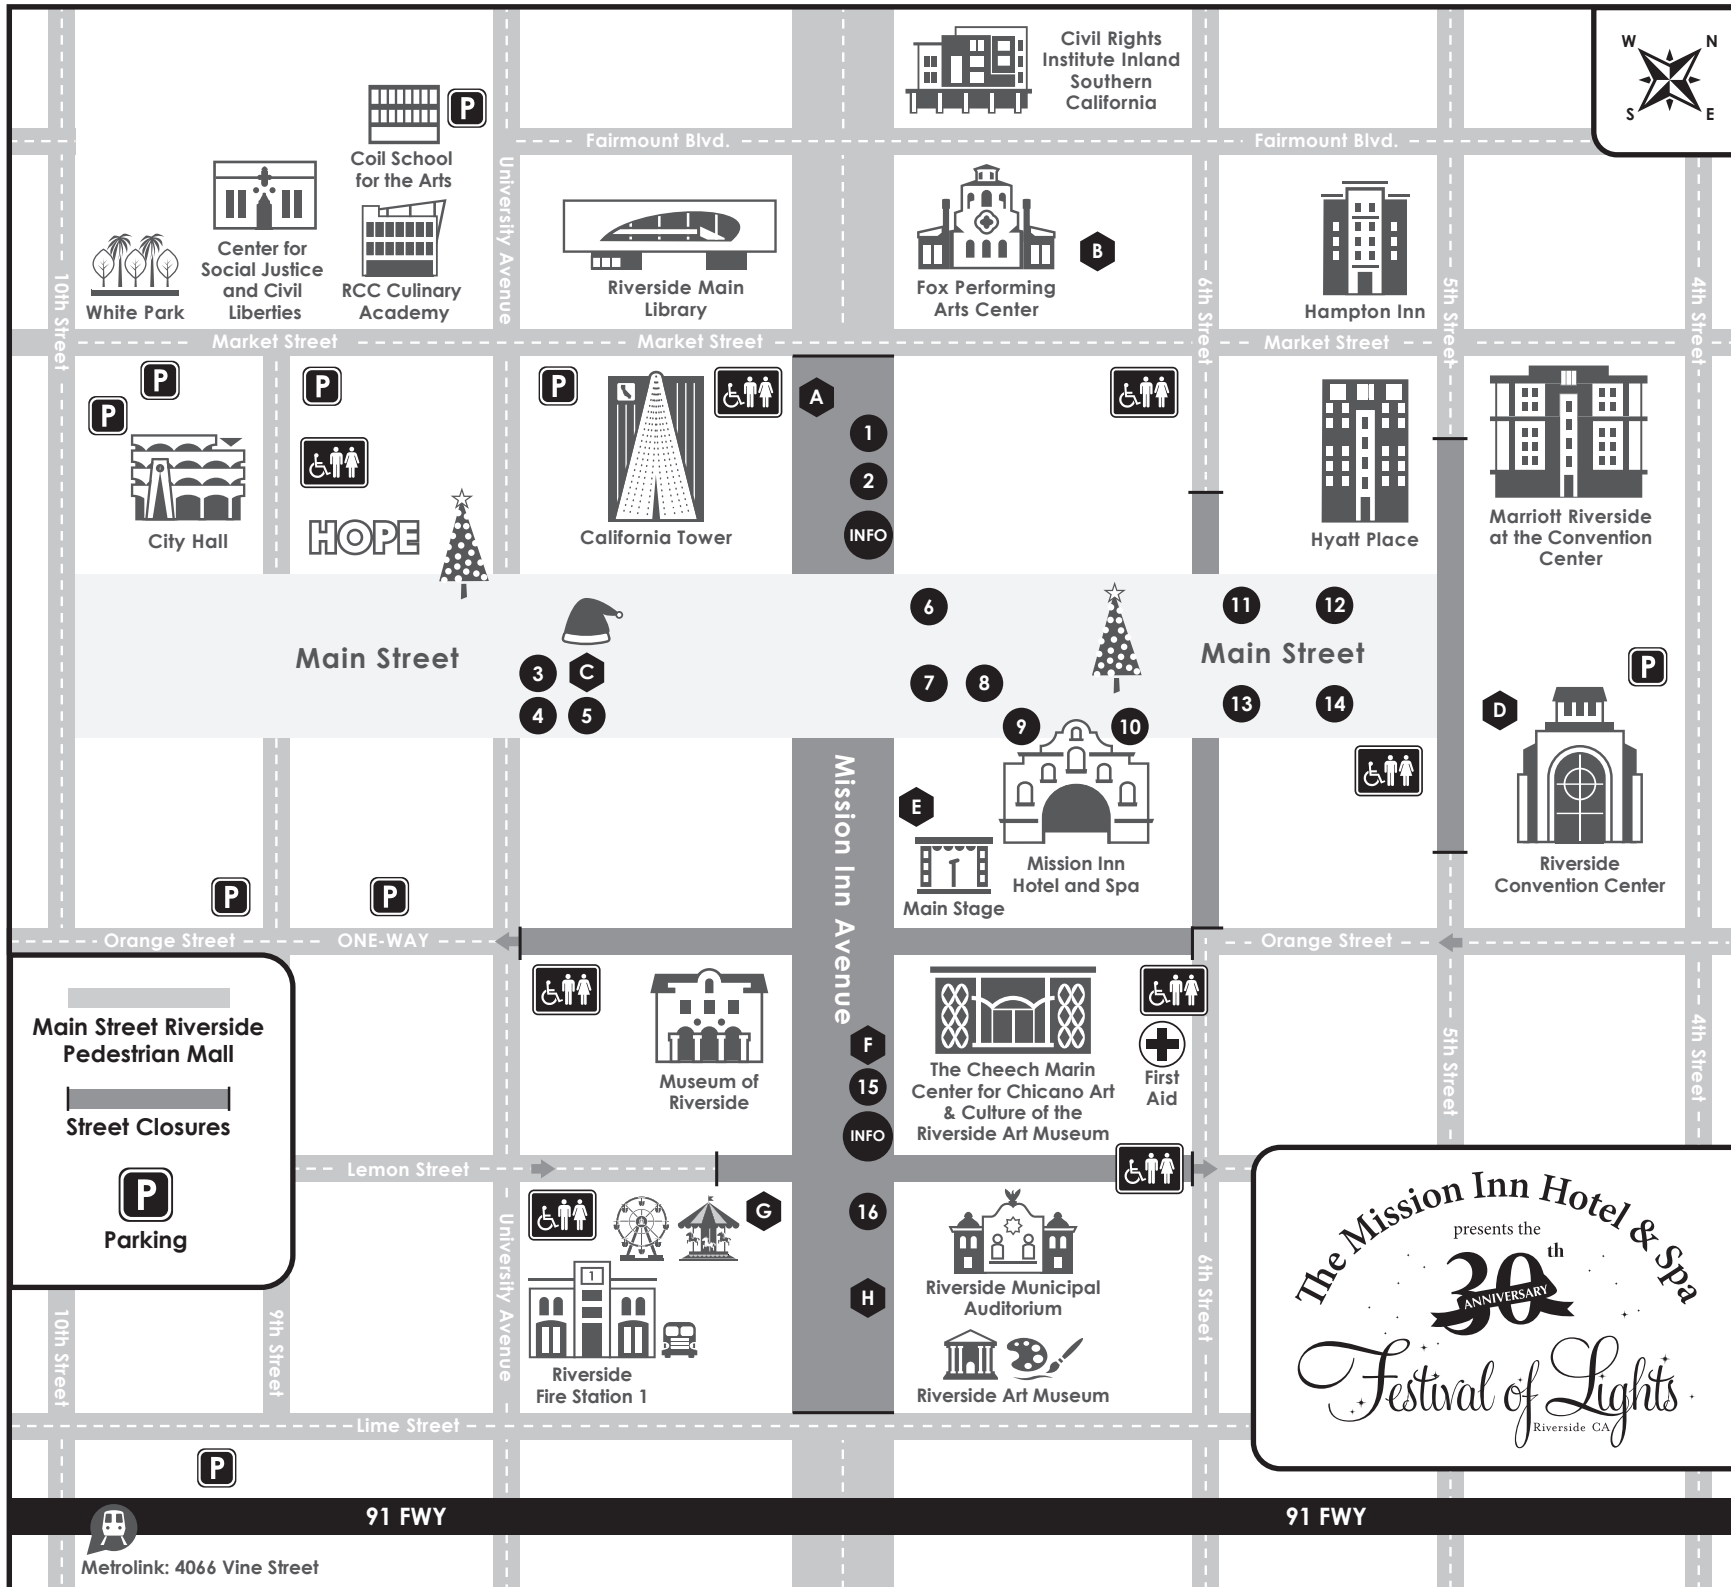 W
N
S
E
Civil Rights
Institute Inland
Southern
California
P
Coil School
for the Arts
Fairmount Blvd.
Fairmount Blvd.
University Avenue
10th Street
White Park
Center for
Social Justice
and Civil
Liberties
RCC Culinary
Academy
Riverside Main
Library
Fox Performing
Arts Center
B
6th Street
Hampton Inn
5th Street
4th Street
Market Street
Market Street
Market Street
P
P
City Hall
P
HOPE
P
California Tower
A
1
2
INFO
Hyatt Place
Marriott Riverside
at the Convention
Center
Main Street
3
C
4
5
6
7
8
9
10
Main Street
11
12
13
14
P
D
Riverside
Convention Center
Mission Inn Avenue
E
Main Stage
Mission Inn
Hotel and Spa
P
P
Orange Street
ONE-WAY
Orange Street
Main Street Riverside
Pedestrian Mall
Street Closures
P
Parking
Museum of
Riverside
F
15
INFO
The Cheech Marin
Center for Chicano Art
& Culture of the
Riverside Art Museum
First
Aid
5th Street
4th Street
Lemon Street
University Avenue
G
1
Riverside
Fire Station 1
16
H
Riverside Municipal
Auditorium
Riverside Art Museum
6th Street
10th Street
9th Street
Lime Street
The Mission Inn Hotel & Spa
presents the
30th
ANNIVERSARY
Festival of Lights
Riverside CA
P
91 FWY
91 FWY
Metrolink: 4066 Vine Street